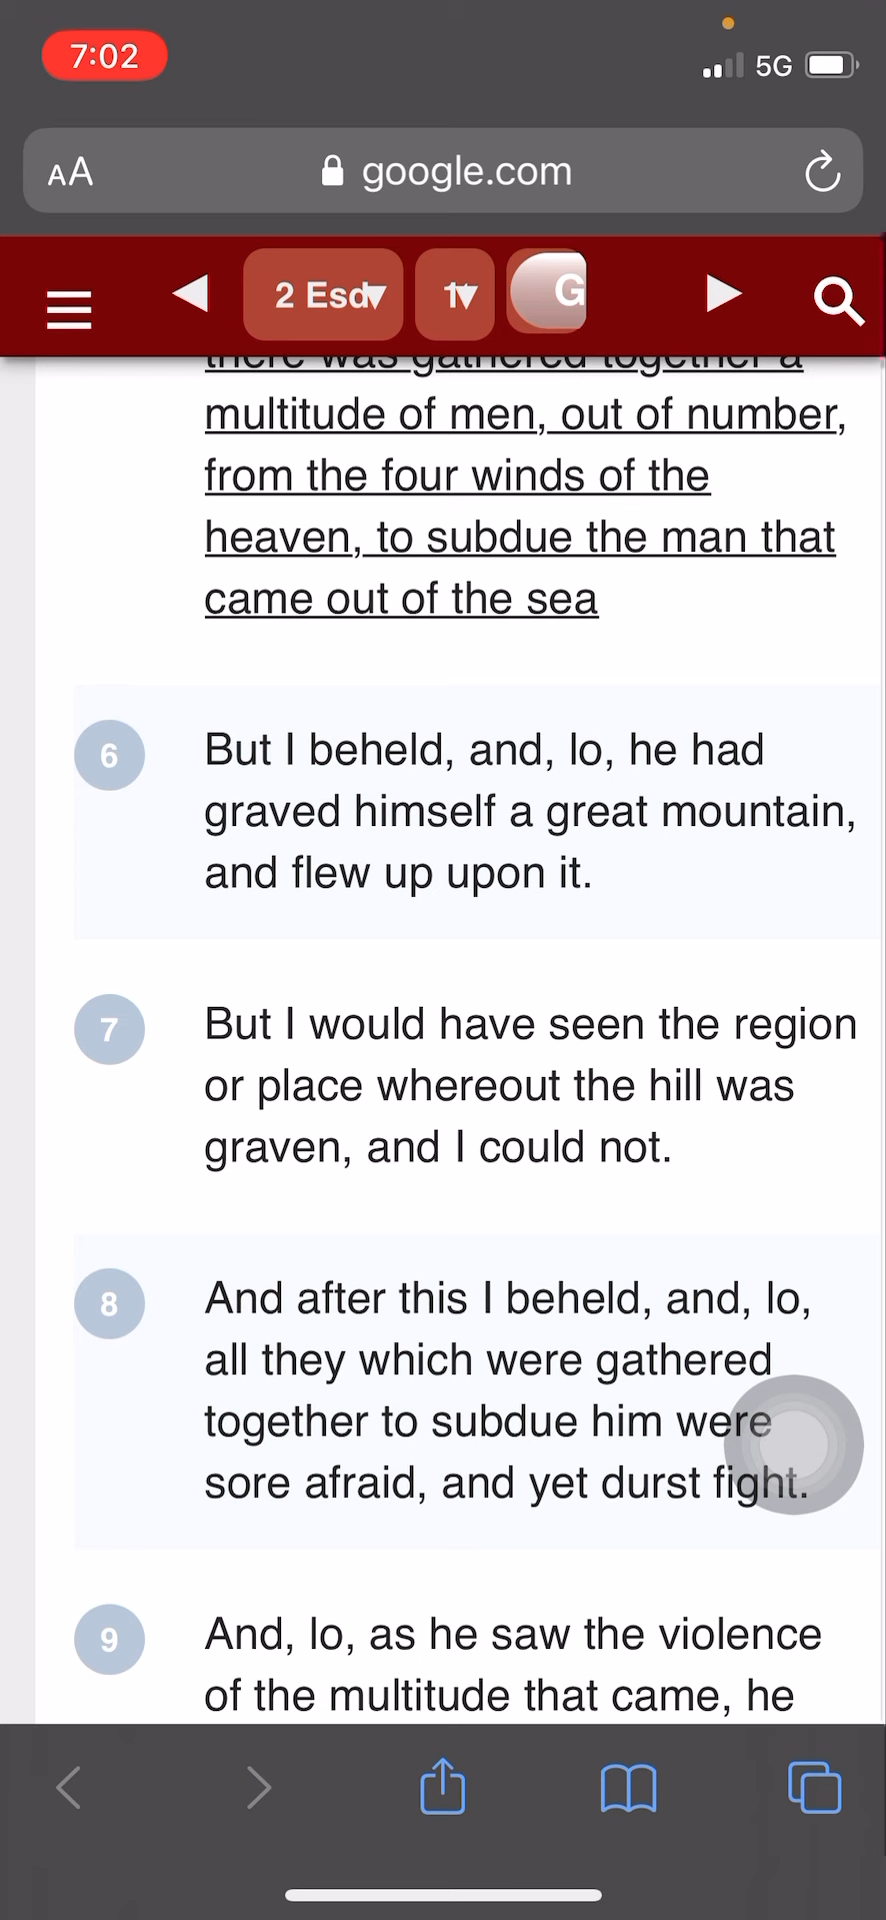 7:02
5G
AA google.com
2 Esd 1 G
there was gathered together a
multitude of men, out of number,
from the four winds of the
heaven, to subdue the man that
came out of the sea
6 But I beheld, and, lo, he had
graved himself a great mountain,
and flew up upon it.
7 But I would have seen the region
or place whereout the hill was
graven, and I could not.
8 And after this I beheld, and, lo,
all they which were gathered
together to subdue him were
sore afraid, and yet durst fight.
9 And, lo, as he saw the violence
of the multitude that came, he